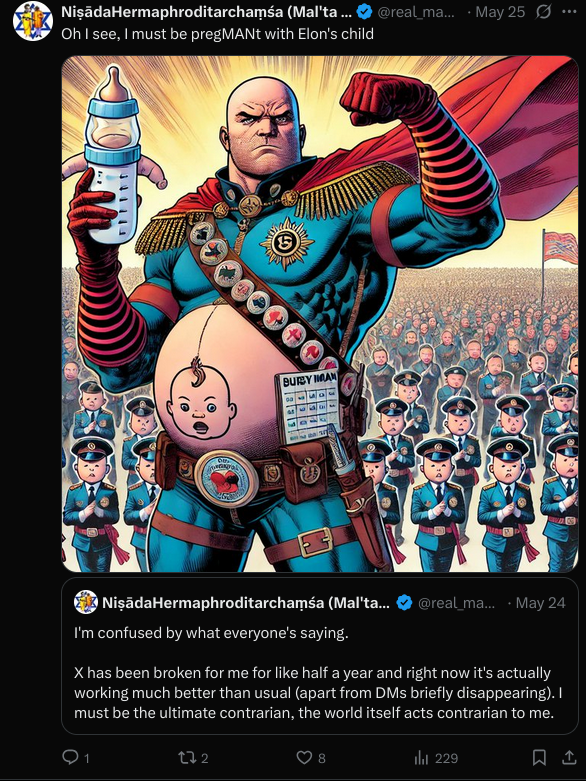 NiṣādaHermaphroditarchaṃśa (Mal'ta ... @real_ma... · May 25
Oh I see, I must be pregMANt with Elon's child
NiṣādaHermaphroditarchaṃśa (Mal'ta... @real_ma... · May 24
I'm confused by what everyone's saying.
X has been broken for me for like half a year and right now it's actually
working much better than usual (apart from DMs briefly disappearing). I
must be the ultimate contrarian, the world itself acts contrarian to me.
1 2 8 229